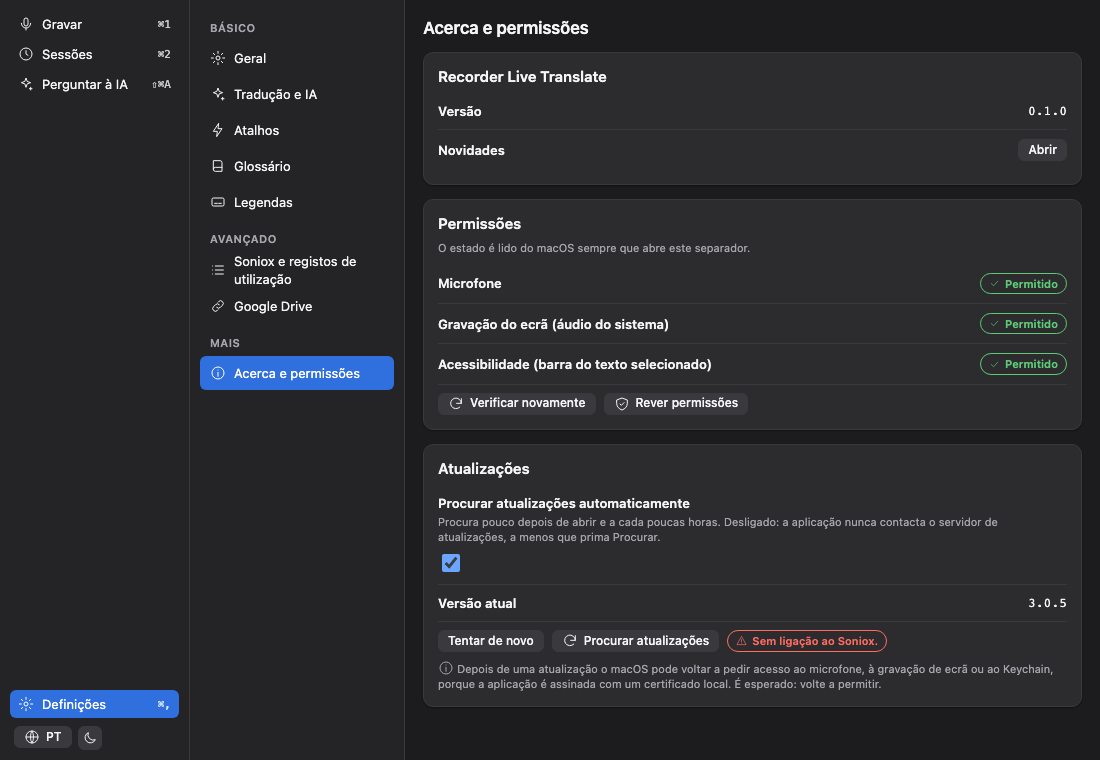 Gravar ⌘1
Sessões ⌘2
Perguntar à IA ⇧⌘A
Definições ⌘,
PT
BÁSICO
Geral
Tradução e IA
Atalhos
Glossário
Legendas
AVANÇADO
Soniox e registos de
utilização
Google Drive
MAIS
Acerca e permissões
Acerca e permissões
Recorder Live Translate
Versão 0.1.0
Novidades Abrir
Permissões
O estado é lido do macOS sempre que abre este separador.
Microfone Permitido
Gravação do ecrã (áudio do sistema) Permitido
Acessibilidade (barra do texto selecionado) Permitido
Verificar novamente Rever permissões
Atualizações
Procurar atualizações automaticamente
Procura pouco depois de abrir e a cada poucas horas. Desligado: a aplicação nunca contacta o servidor de
atualizações, a menos que prima Procurar.
Versão atual 3.0.5
Tentar de novo Procurar atualizações Sem ligação ao Soniox.
Depois de uma atualização o macOS pode voltar a pedir acesso ao microfone, à gravação de ecrã ou ao Keychain,
porque a aplicação é assinada com um certificado local. É esperado: volte a permitir.